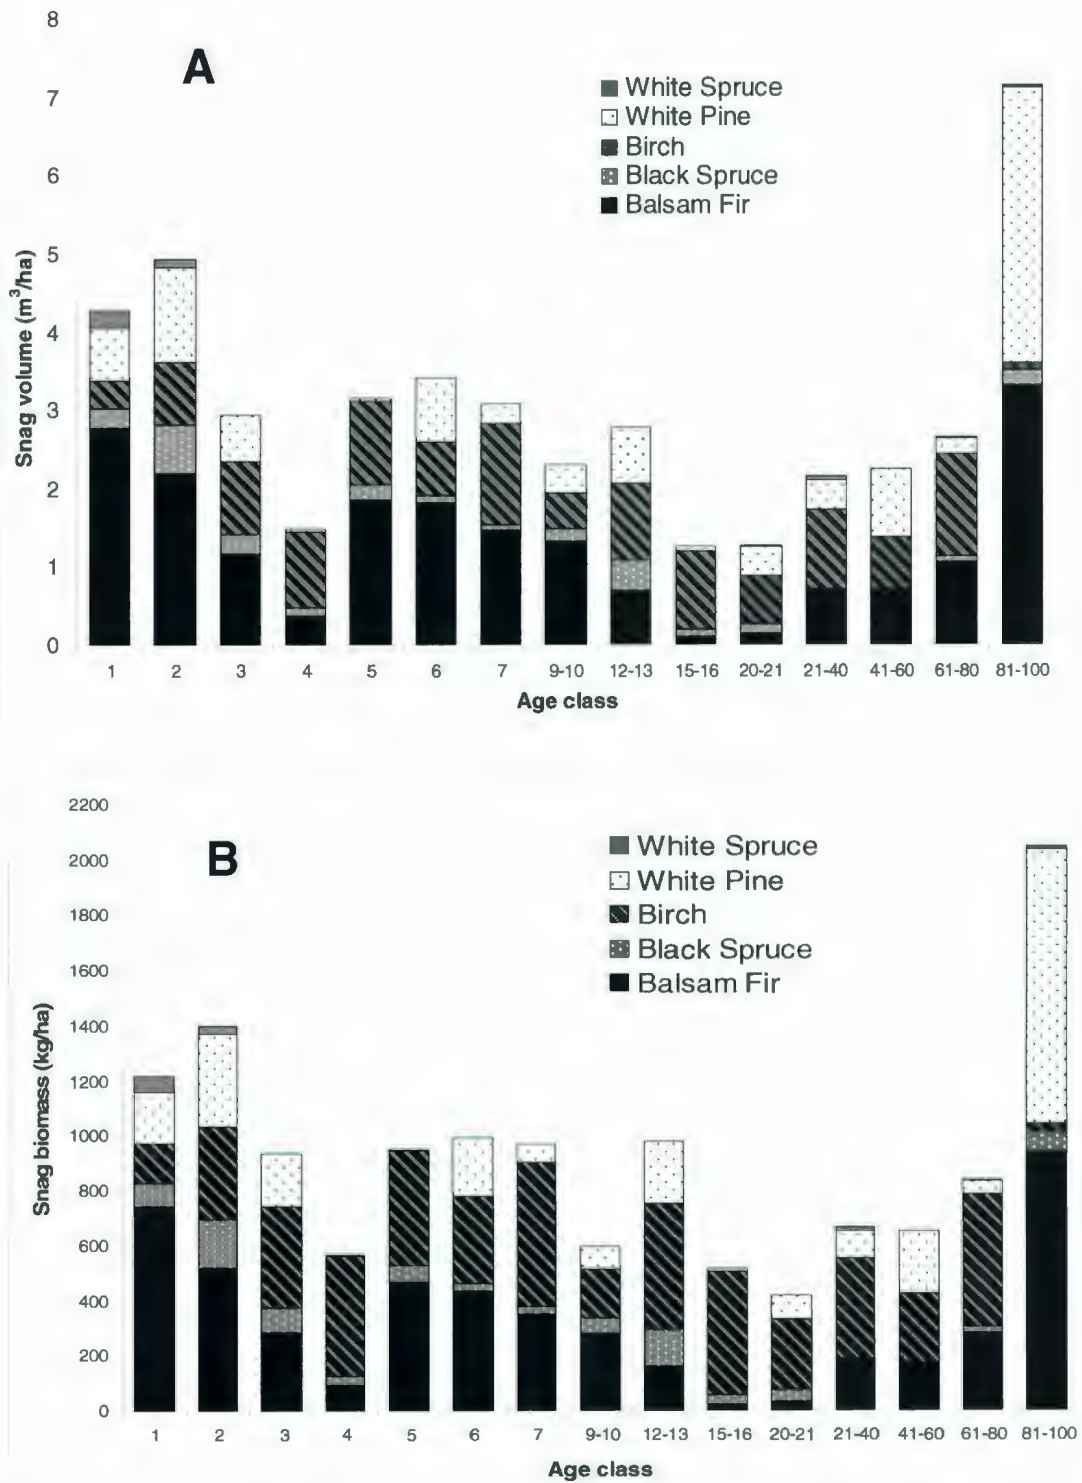 8
7
6
5
4
3
2
1
0
Snag volume (m³/ha)
A
White Spruce
White Pine
Birch
Black Spruce
Balsam Fir
1 2 3 4 5 6 7 9-10 12-13 15-16 20-21 21-40 41-60 61-80 81-100
Age class
2200
2000
1800
1600
1400
1200
1000
800
600
400
200
0
Snag biomass (kg/ha)
B
White Spruce
White Pine
Birch
Black Spruce
Balsam Fir
1 2 3 4 5 6 7 9-10 12-13 15-16 20-21 21-40 41-60 61-80 81-100
Age class